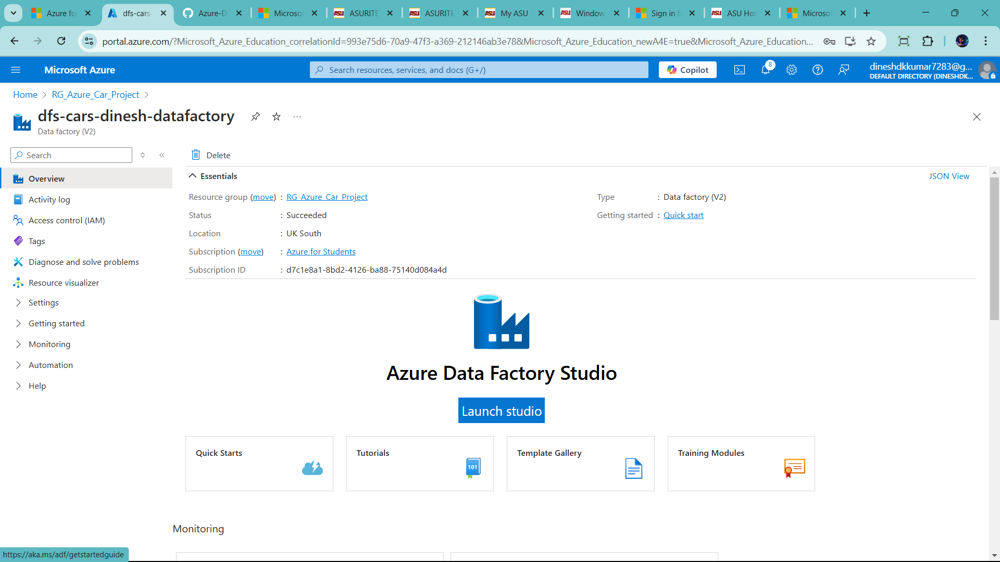 Azure fo
dfs-cars-
Azure-D
Microsof
ASURITE
ASURITE
My ASU
Window
Sign in t
ASU Hor
Microsof
portal.azure.com/?Microsoft_Azure_Education_correlationId=993e75d6-70a9-47f3-a369-212146ab3e78&Microsoft_Azure_Education_newA4E=true&Microsoft_Azure_Education...
Microsoft Azure
Search resources, services, and docs (G+/)
Copilot
8
dineshdkkumar7283@g...
DEFAULT DIRECTORY (DINESHDK...
Home
RG_Azure_Car_Project
dfs-cars-dinesh-datafactory
Data factory (V2)
Search
Delete
Overview
Activity log
Access control (IAM)
Tags
Diagnose and solve problems
Resource visualizer
Settings
Getting started
Monitoring
Automation
Help
Essentials
JSON View
Resource group (move) : RG_Azure_Car_Project
Status : Succeeded
Location : UK South
Subscription (move) : Azure for Students
Subscription ID : d7c1e8a1-8bd2-4126-ba88-75140d084a4d
Type : Data factory (V2)
Getting started : Quick start
Azure Data Factory Studio
Launch studio
Quick Starts
Tutorials
101
Template Gallery
Training Modules
Monitoring
https://aka.ms/adf/getstartedguide